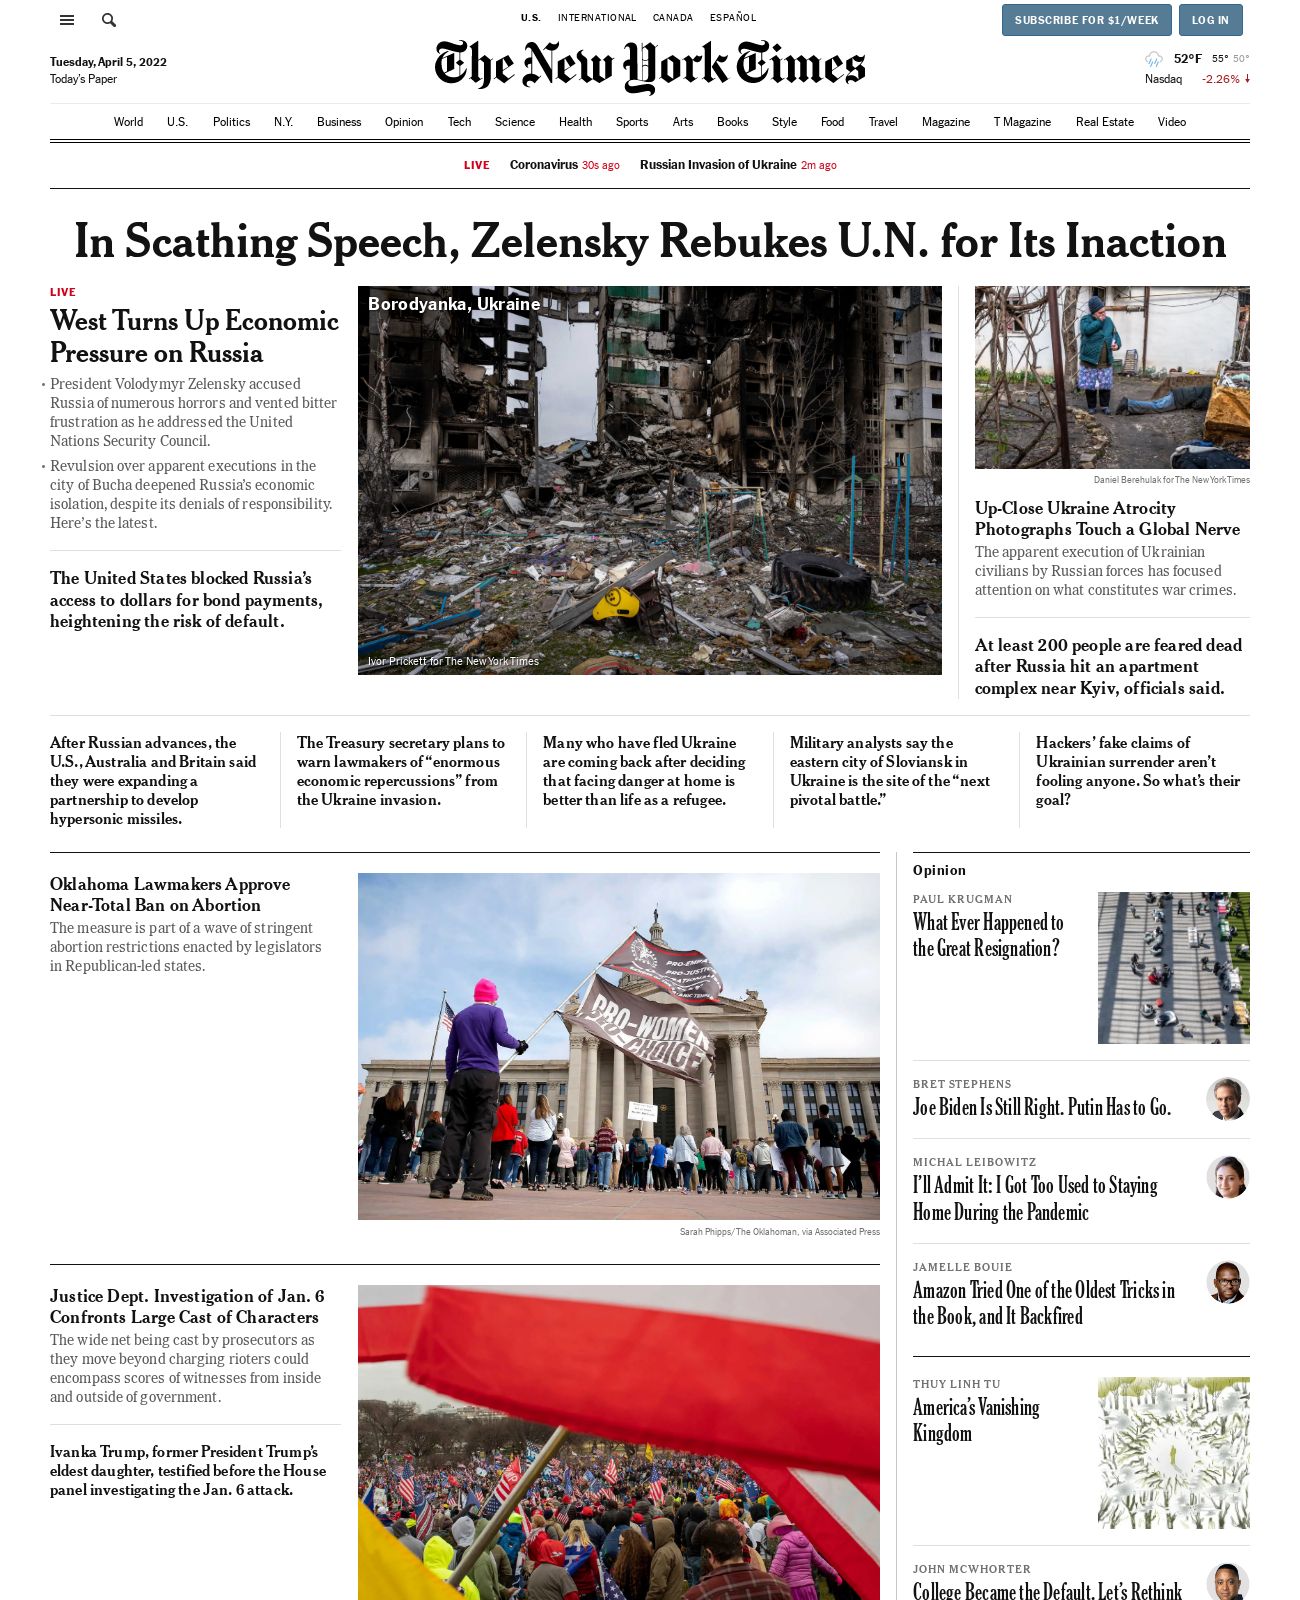 U.S. INTERNATIONAL CANADA ESPAÑOL
SUBSCRIBE FOR $1/WEEK
LOG IN
Tuesday, April 5, 2022
Today's Paper
The New York Times
52°F 55° 50°
Nasdaq -2.26%
World U.S. Politics N.Y. Business Opinion Tech Science Health Sports Arts Books Style Food Travel Magazine T Magazine Real Estate Video
LIVE Coronavirus 30s ago Russian Invasion of Ukraine 2m ago
In Scathing Speech, Zelensky Rebukes U.N. for Its Inaction
LIVE
West Turns Up Economic
Pressure on Russia
• President Volodymyr Zelensky accused
Russia of numerous horrors and vented bitter
frustration as he addressed the United
Nations Security Council.
• Revulsion over apparent executions in the
city of Bucha deepened Russia’s economic
isolation, despite its denials of responsibility.
Here’s the latest.
The United States blocked Russia’s
access to dollars for bond payments,
heightening the risk of default.
Borodyanka, Ukraine
Ivor Prickett for The New York Times
Daniel Berehulak for The New York Times
Up-Close Ukraine Atrocity
Photographs Touch a Global Nerve
The apparent execution of Ukrainian
civilians by Russian forces has focused
attention on what constitutes war crimes.
At least 200 people are feared dead
after Russia hit an apartment
complex near Kyiv, officials said.
After Russian advances, the
U.S., Australia and Britain said
they were expanding a
partnership to develop
hypersonic missiles.
The Treasury secretary plans to
warn lawmakers of “enormous
economic repercussions” from
the Ukraine invasion.
Many who have fled Ukraine
are coming back after deciding
that facing danger at home is
better than life as a refugee.
Military analysts say the
eastern city of Sloviansk in
Ukraine is the site of the “next
pivotal battle.”
Hackers’ fake claims of
Ukrainian surrender aren’t
fooling anyone. So what’s their
goal?
Oklahoma Lawmakers Approve
Near-Total Ban on Abortion
The measure is part of a wave of stringent
abortion restrictions enacted by legislators
in Republican-led states.
PRO-WOMEN
PRO-CHOICE
Sarah Phipps/The Oklahoman, via Associated Press
Justice Dept. Investigation of Jan. 6
Confronts Large Cast of Characters
The wide net being cast by prosecutors as
they move beyond charging rioters could
encompass scores of witnesses from inside
and outside of government.
Ivanka Trump, former President Trump’s
eldest daughter, testified before the House
panel investigating the Jan. 6 attack.
Opinion
PAUL KRUGMAN
What Ever Happened to
the Great Resignation?
BRET STEPHENS
Joe Biden Is Still Right. Putin Has to Go.
MICHAL LEIBOWITZ
I’ll Admit It: I Got Too Used to Staying
Home During the Pandemic
JAMELLE BOUIE
Amazon Tried One of the Oldest Tricks in
the Book, and It Backfired
THUY LINH TU
America’s Vanishing
Kingdom
JOHN MCWHORTER
College Became the Default. Let’s Rethink